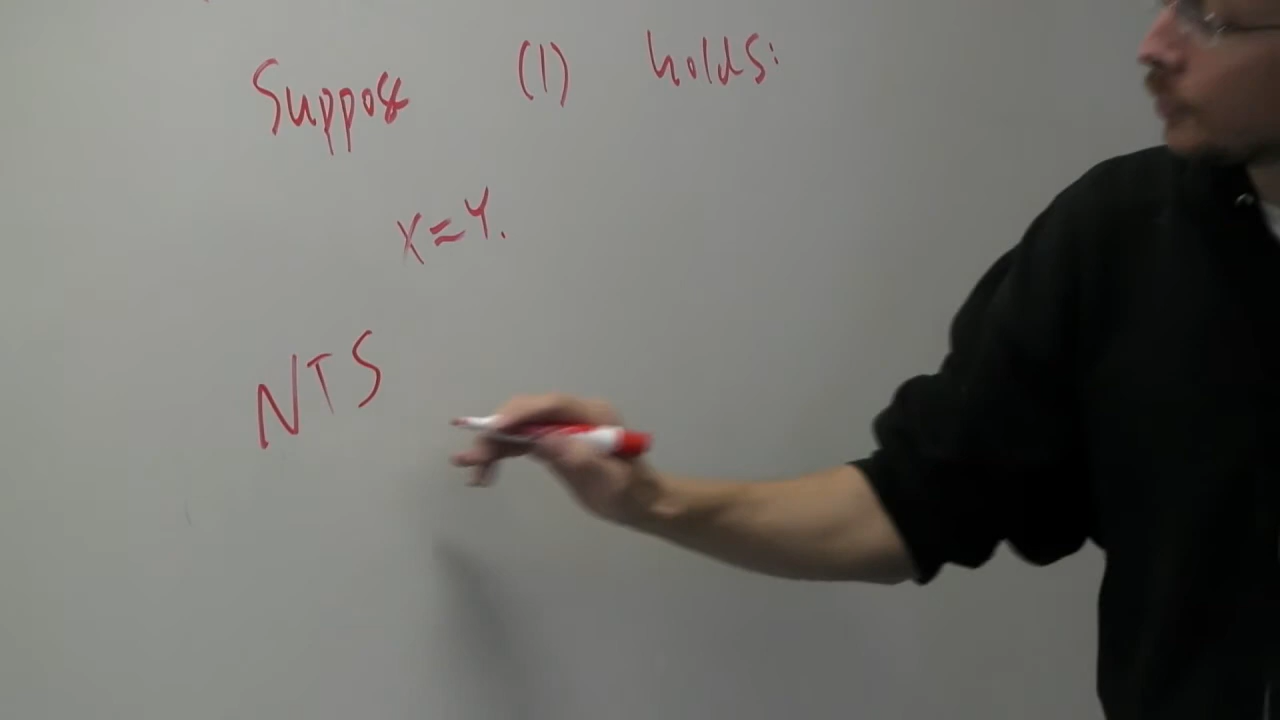 Suppose (1) holds:
X ≈ Y.
NTS